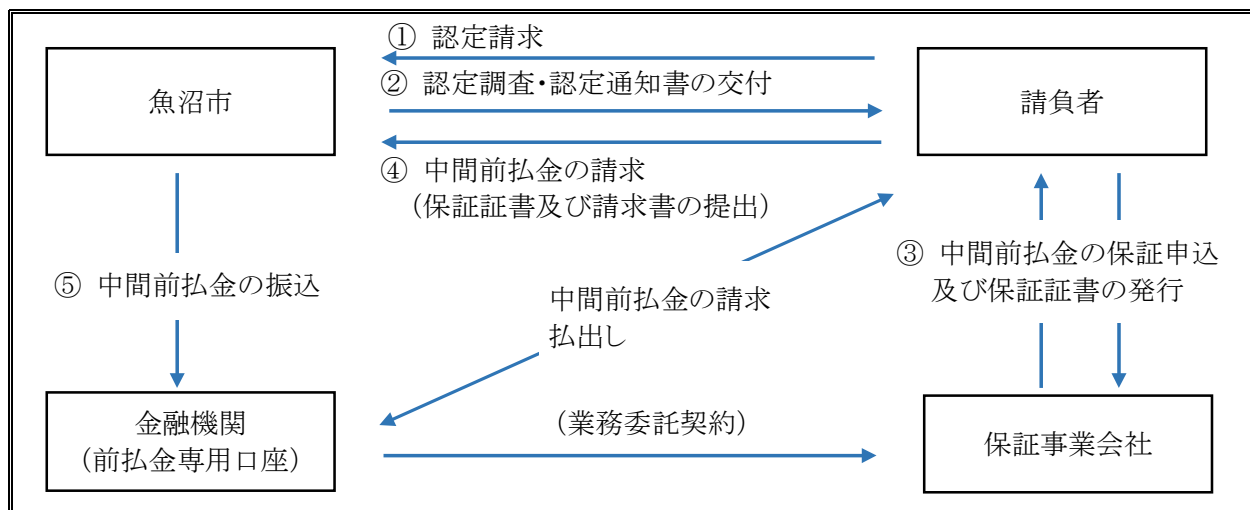 ① 認定請求
魚沼市
② 認定調査・認定通知書の交付
請負者
④ 中間前払金の請求
（保証証書及び請求書の提出）
③ 中間前払金の保証申込
及び保証証書の発行
⑤ 中間前払金の振込
中間前払金の請求
払出し
金融機関
（前払金専用口座）
（業務委託契約）
保証事業会社